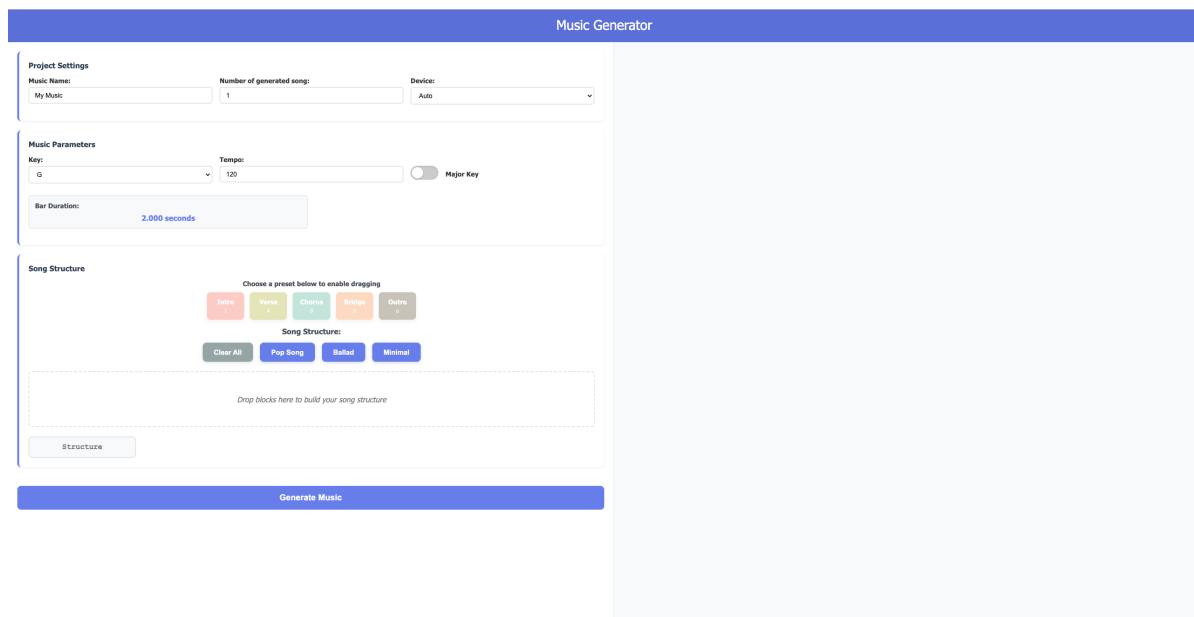 Music Generator
Project Settings
Music Name: Number of generated song: Device:
My Music 1 Auto
Music Parameters
Key: Tempo:
G 120 Major Key
Bar Duration:
2.000 seconds
Song Structure
Choose a preset below to enable dragging
Intro Verse Chorus Bridge Outro
Song Structure:
Clear All Pop Song Ballad Minimal
Drop blocks here to build your song structure
Structure
Generate Music